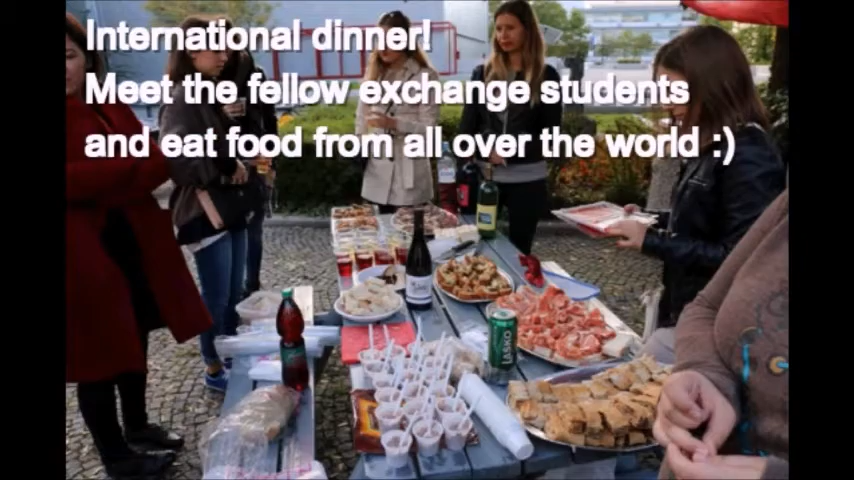 International dinner!
Meet the fellow exchange students
and eat food from all over the world :)
LAŠKO